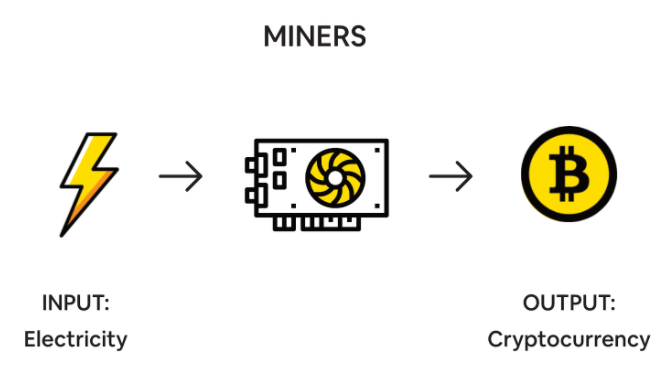 MINERS
INPUT:
Electricity
OUTPUT:
Cryptocurrency